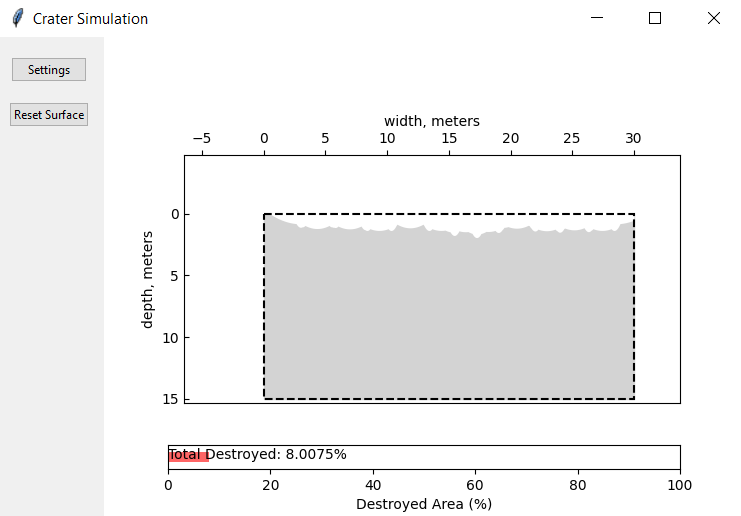 Crater Simulation
Settings
Reset Surface
width, meters
−5 0 5 10 15 20 25 30
depth, meters
0
5
10
15
Total Destroyed: 8.0075%
0 20 40 60 80 100
Destroyed Area (%)